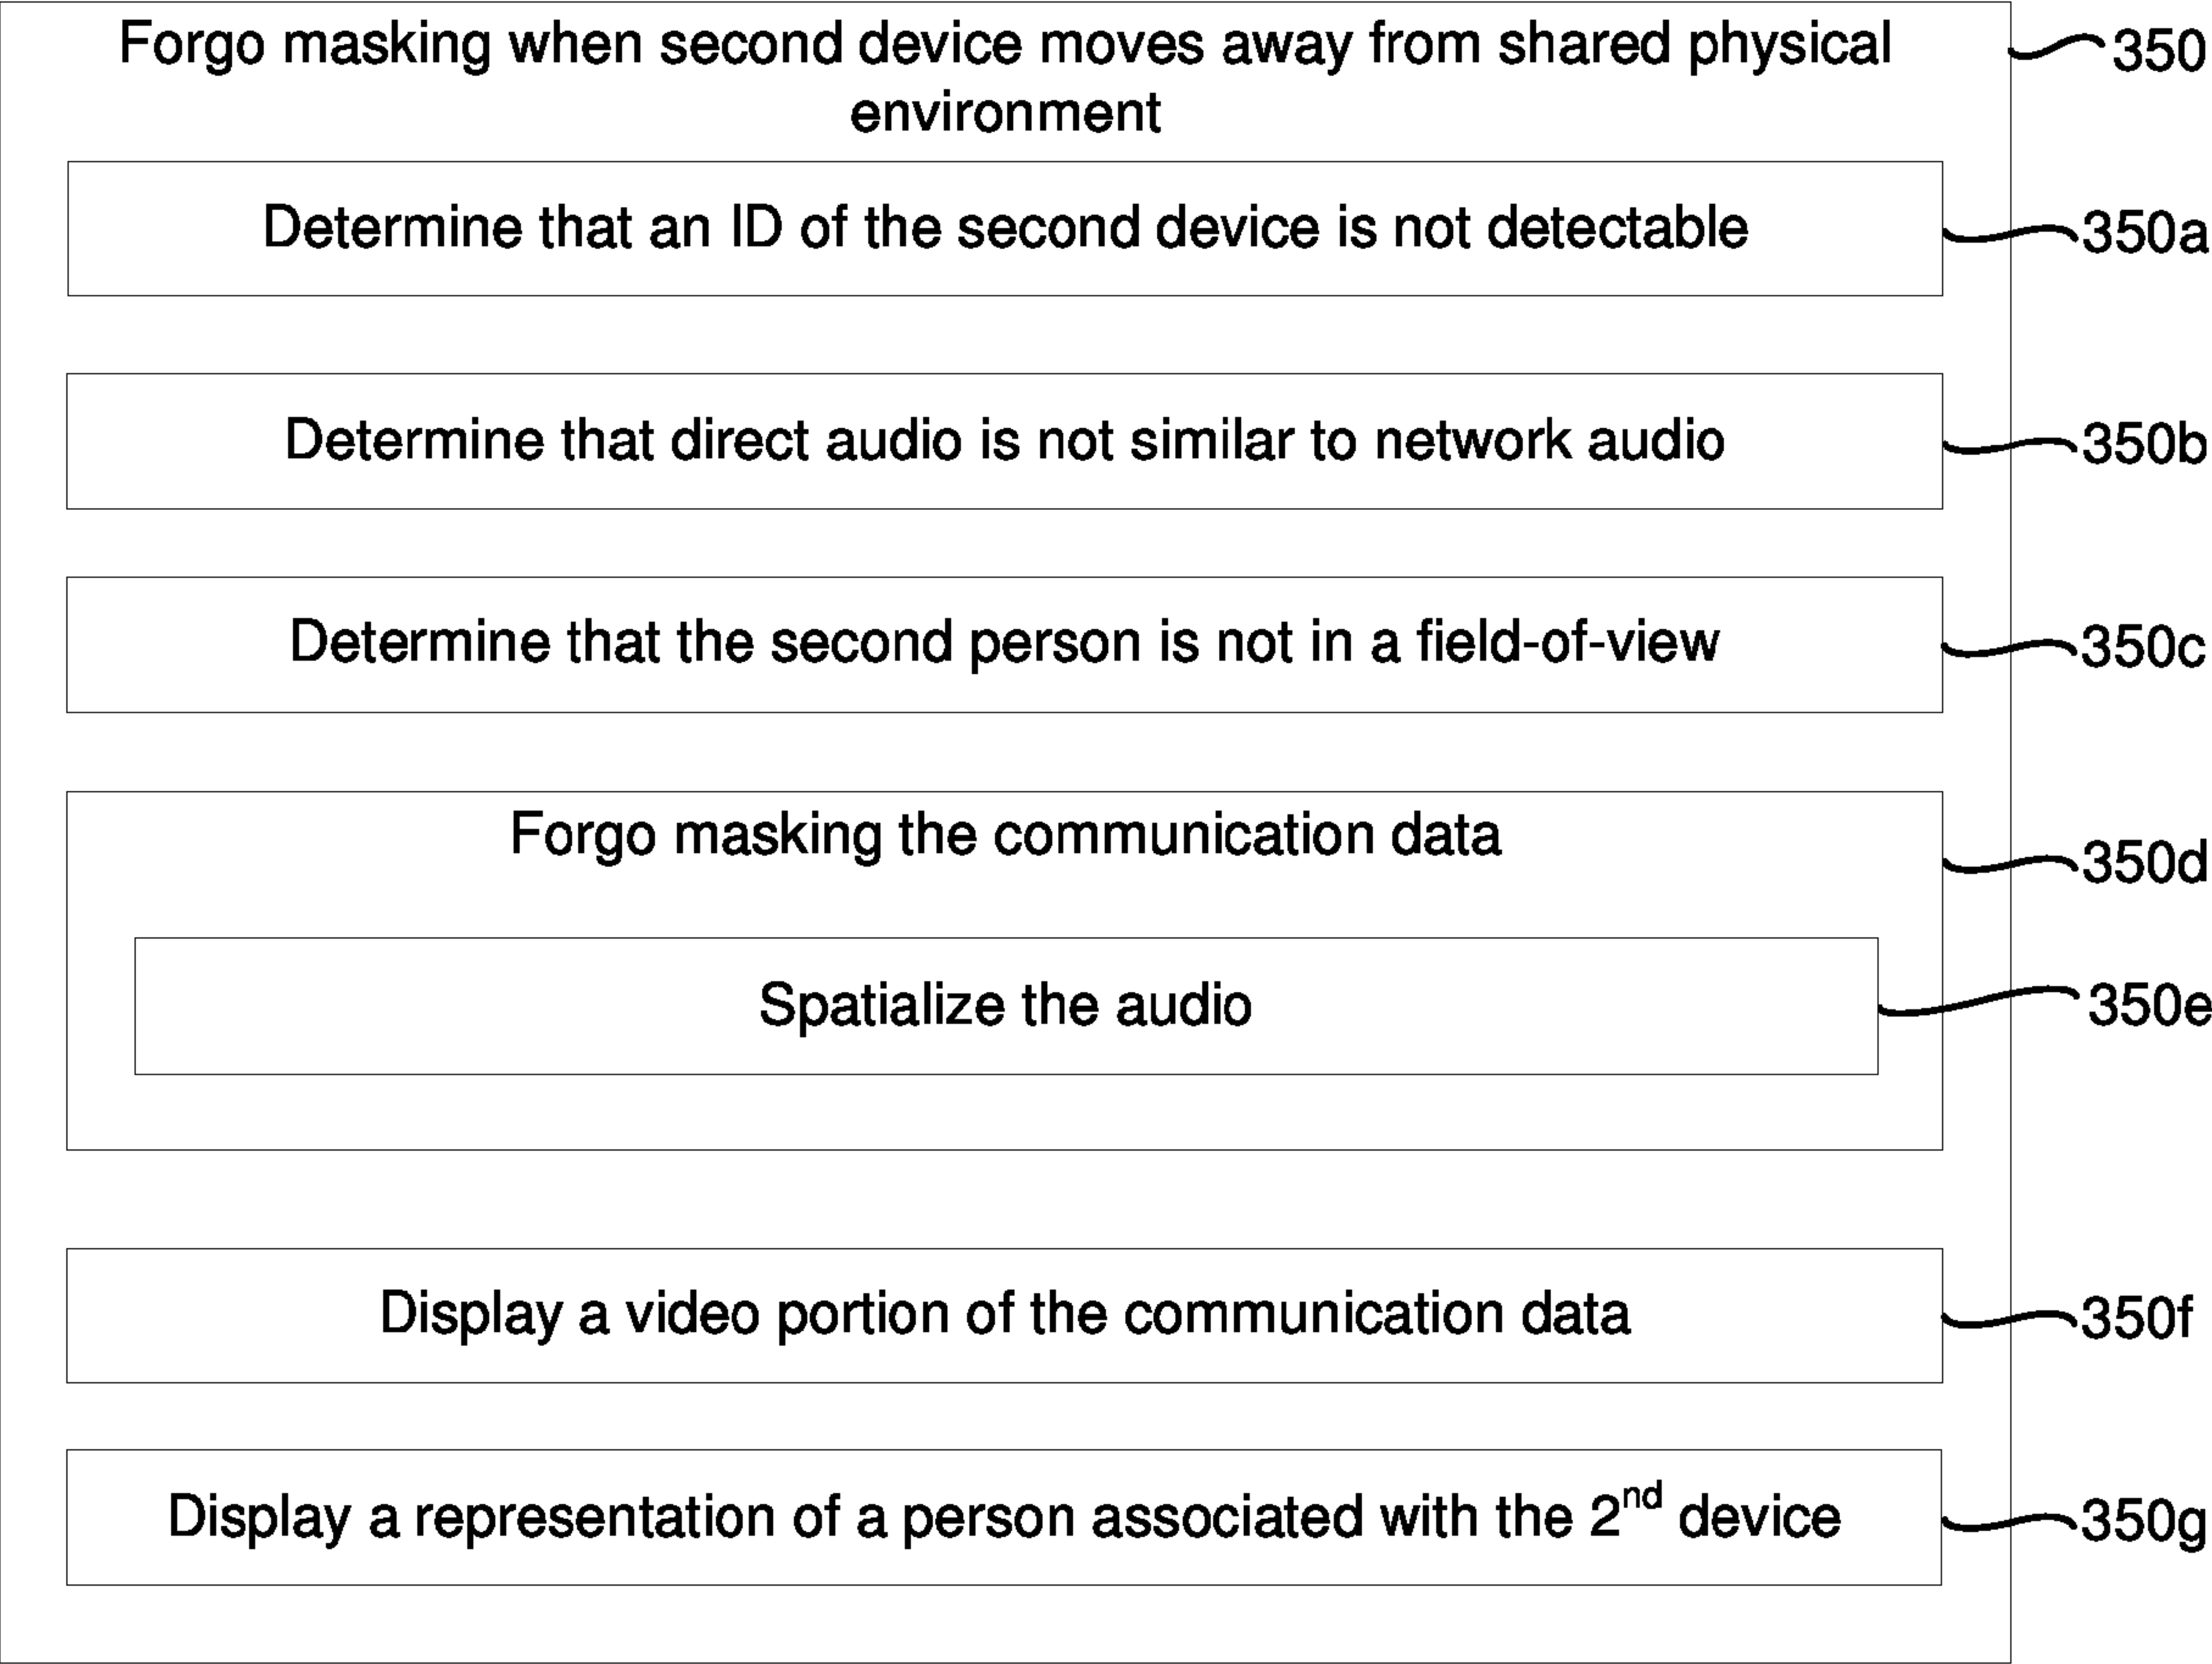 Forgo masking when second device moves away from shared physical 350
environment
Determine that an ID of the second device is not detectable 350a
Determine that direct audio is not similar to network audio 350b
Determine that the second person is not in a field-of-view 350c
Forgo masking the communication data 350d
Spatialize the audio 350e
Display a video portion of the communication data 350f
Display a representation of a person associated with the 2nd device 350g